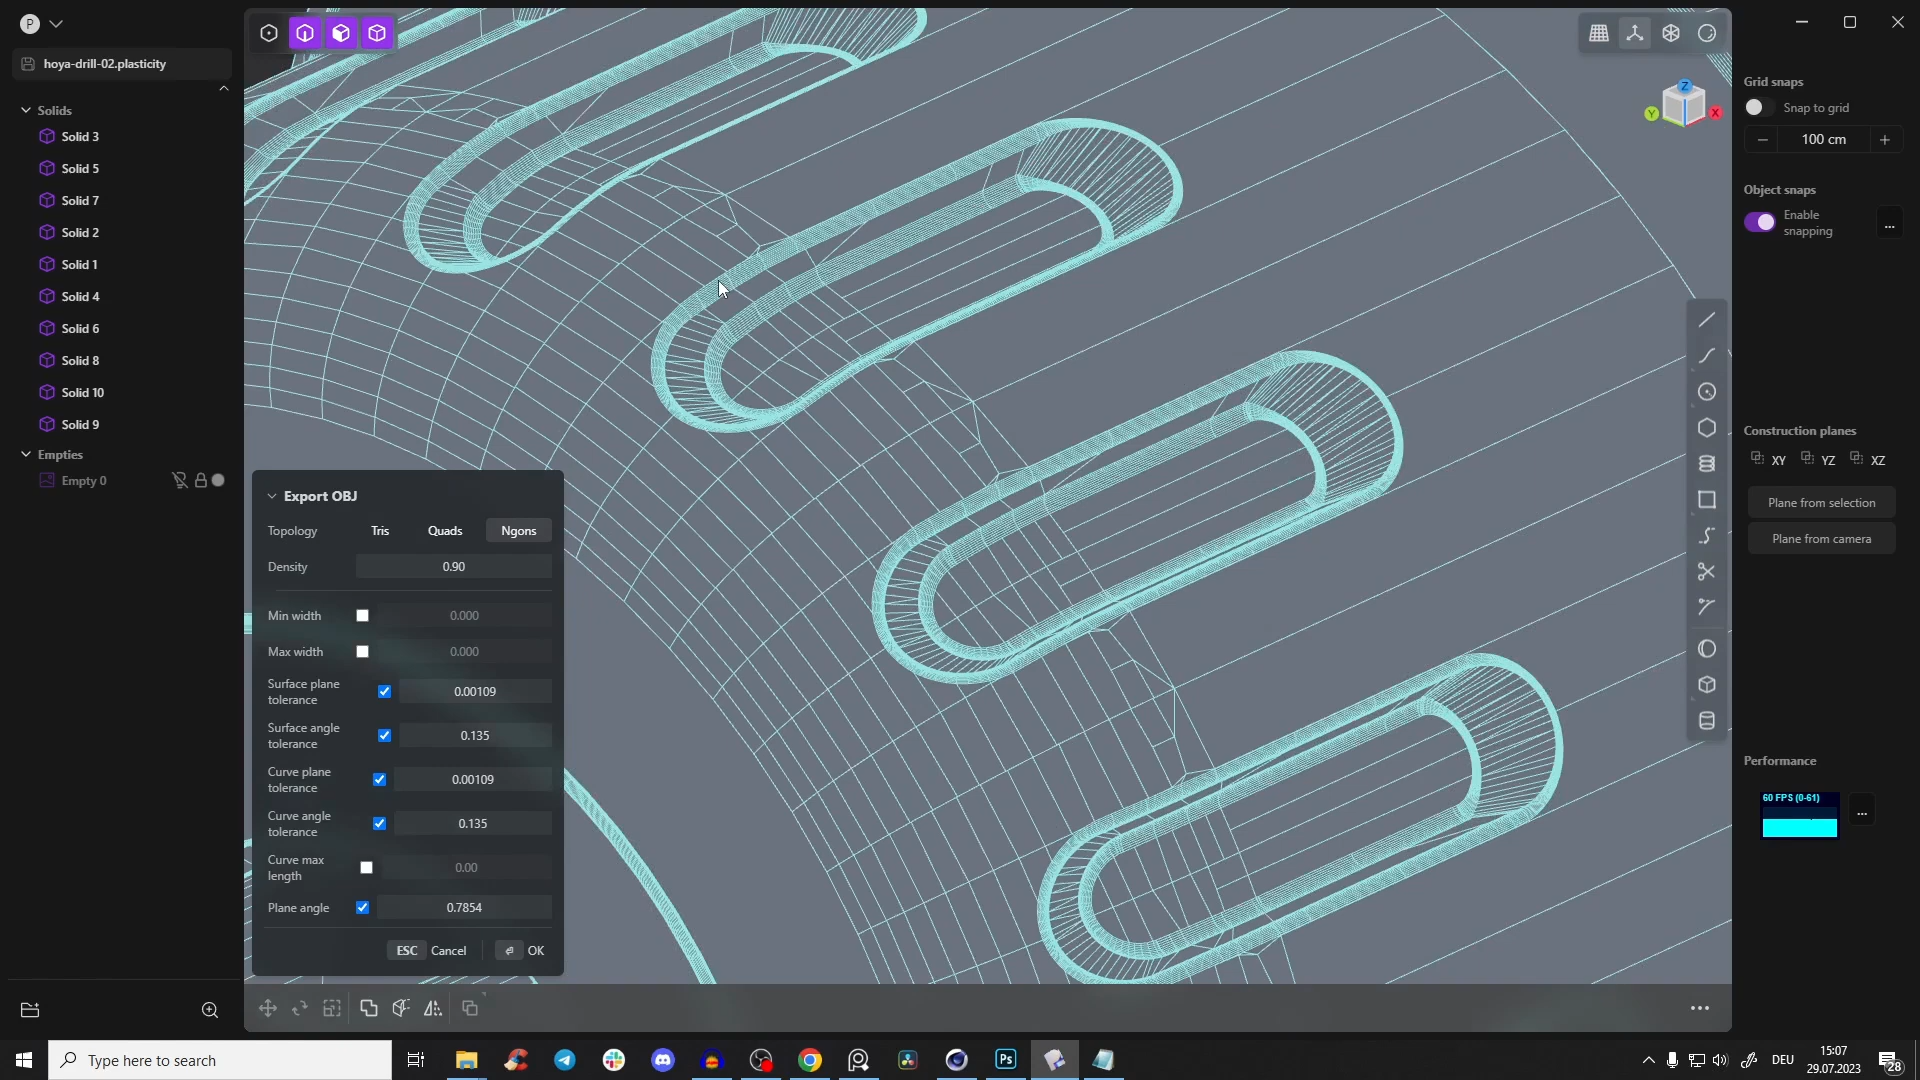 P
hoya-drill-02.plasticity
Solids
Solid 3
Solid 5
Solid 7
Solid 2
Solid 1
Solid 4
Solid 6
Solid 8
Solid 10
Solid 9
Empties
Empty 0
Export OBJ
Topology Tris Quads Ngons
Density 0.90
Min width 0.000
Max width 0.000
Surface plane
tolerance 0.00109
Surface angle
tolerance 0.135
Curve plane
tolerance 0.00109
Curve angle
tolerance 0.135
Curve max
length 0.00
Plane angle 0.7854
ESC Cancel OK
Z
Y X
Grid snaps
Snap to grid
100 cm
Object snaps
Enable
snapping
...
Construction planes
XY YZ XZ
Plane from selection
Plane from camera
Performance
60 FPS (0-61)
...
Type here to search
Ps
DEU
15:07
29.07.2023
28